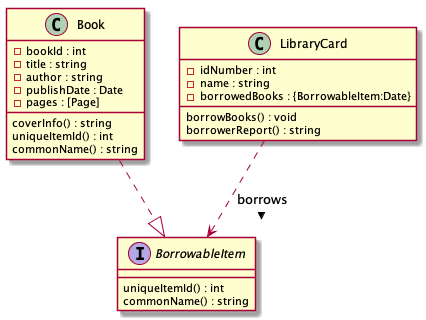 C Book
bookId : int
title : string
author : string
publishDate : Date
pages : [Page]
coverInfo() : string
uniqueItemId() : int
commonName() : string
C LibraryCard
idNumber : int
name : string
borrowedBooks : {BorrowableItem:Date}
borrowBooks() : void
borrowerReport() : string
borrows
I BorrowableItem
uniqueItemId() : int
commonName() : string